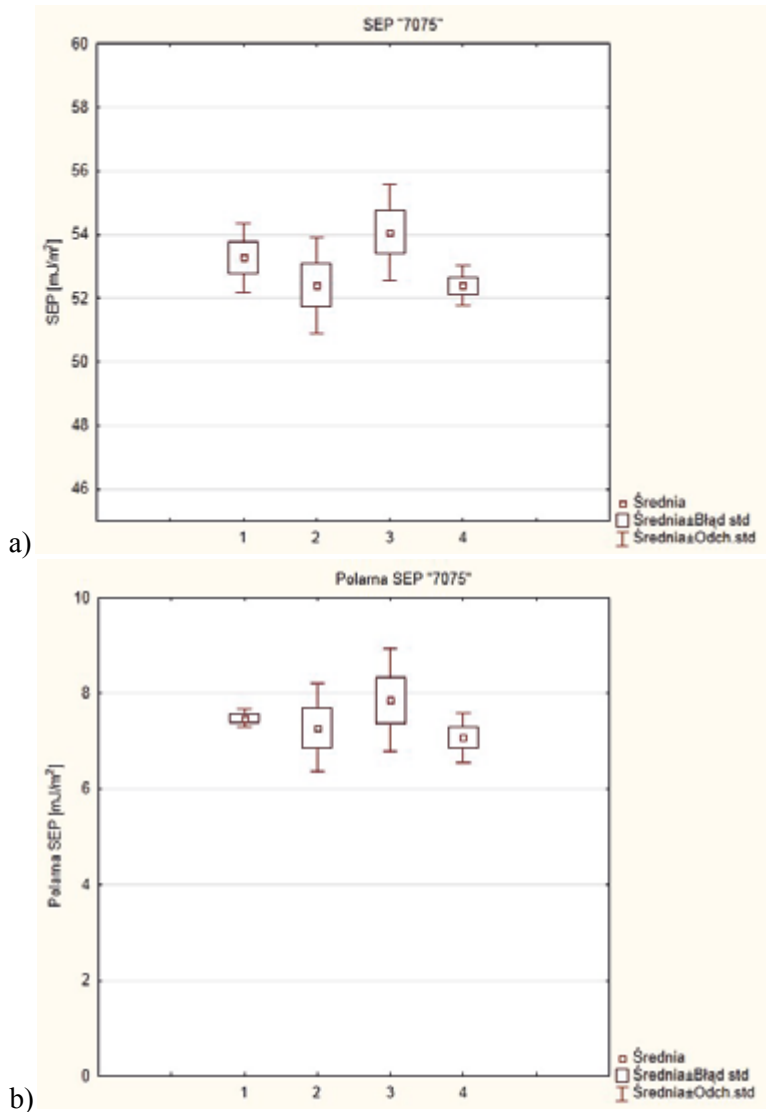 SEP "7075"
60
58
56
54
52
50
48
46
SEP [mJ/m²]
1 2 3 4
Średnia
Średnia±Błąd std
Średnia±Odch.std
a)
Polarna SEP "7075"
10
8
6
4
2
0
Polarna SEP [mJ/m²]
1 2 3 4
Średnia
Średnia±Błąd std
Średnia±Odch.std
b)